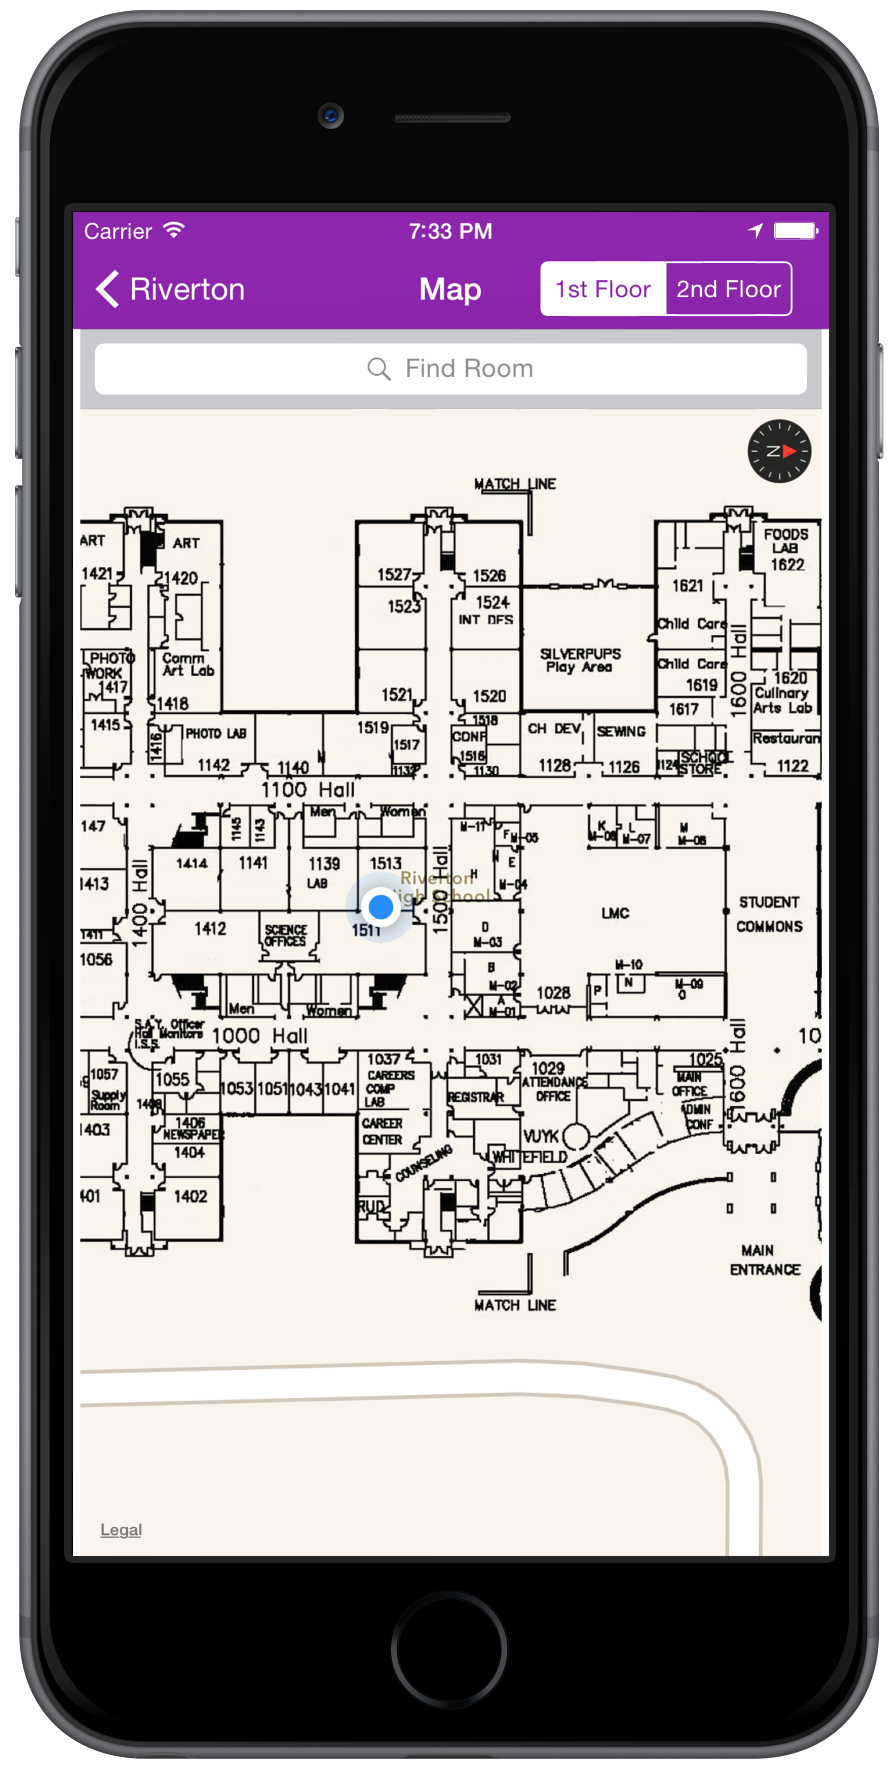 Carrier 7:33 PM
Riverton Map 1st Floor 2nd Floor
Find Room
N
MATCH LINE
ART
ART
FOODS
LAB
1622
1421
1420
1527
1526
1621
1523
1524
INT DES
Child Care
1600 Hall
PHOTO
WORK
1417
Comm
Art Lab
SILVERPUPS
Play Area
Child Care
1619
1620
Culinary
Arts Lab
1418
1521
1520
1617
1415
1416
PHOTO LAB
1519
1518
CONF
CH DEV
SEWING
1517
1516
SCHOOL
STORE
Restauran
1142
1140
1132
1130
1128
1126
1124
1122
1100 Hall
147
1145
1143
Men
Women
M-11
F
M-05
K
M-06
L
M-07
M
M-08
1414
1141
1139
LAB
1513
E
H
M-04
1413
1400 Hall
1500 Hall
Riverton
High School
LMC
STUDENT
COMMONS
1411
1412
SCIENCE
OFFICES
1511
D
M-03
1056
B
M-02
M-10
N
M-09
O
P
A
M-01
1028
Men
Women
S.A.Y. Officer
Hall Monitors
I.S.S.
1000 Hall
1600 Hall
10
1057
Supply
Room
1055
1053
1051
1043
1041
1037
CAREERS
COMP
LAB
1031
1029
ATTENDANCE
OFFICE
1025
MAIN
OFFICE
REGISTRAR
ADMIN
CONF
1403
1408
1406
NEWSPAPER
1404
CAREER
CENTER
VUYK
WHITEFIELD
COUNSELING
401
1402
RUD
MAIN
ENTRANCE
MATCH LINE
Legal